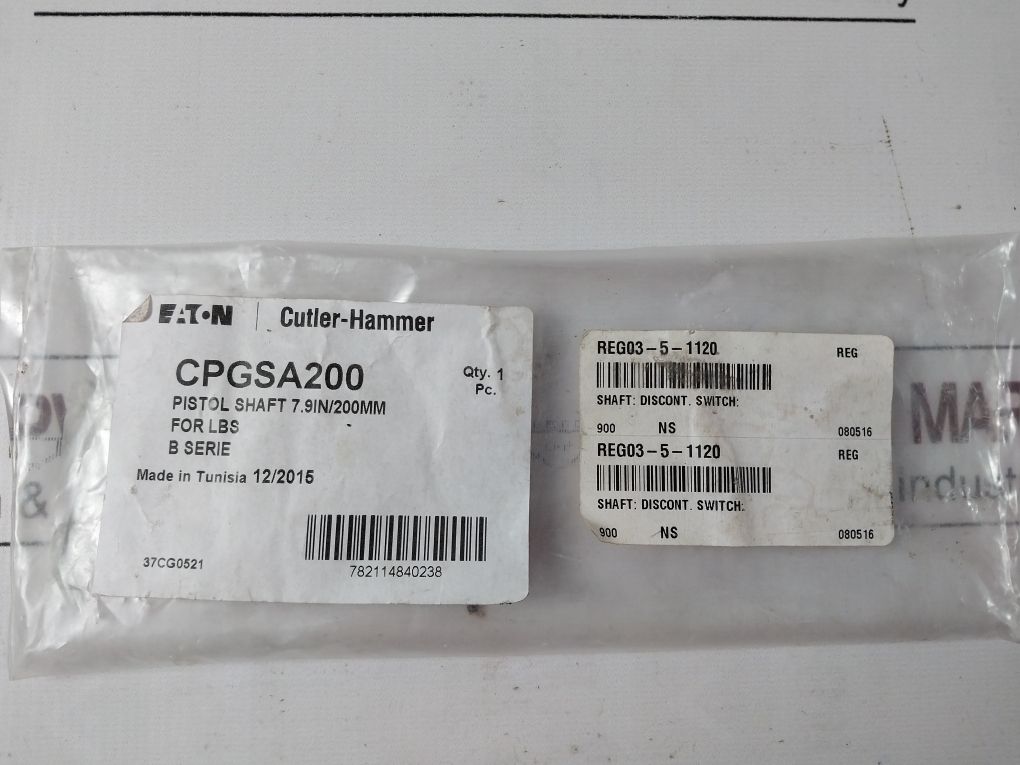 EATON | Cutler-Hammer
CPGSA200
Qty. 1
Pc.
PISTOL SHAFT 7.9IN/200MM
FOR LBS
B SERIE
Made in Tunisia 12/2015
37CG0521
782114840238
REG03-5-1120 REG
SHAFT: DISCONT. SWITCH:
900 NS 080516
REG03-5-1120 REG
SHAFT: DISCONT. SWITCH:
900 NS 080516
MAR
&
indust